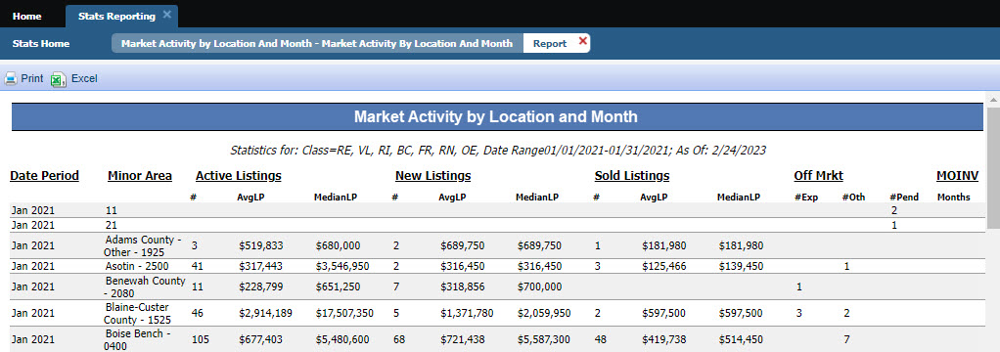 Home Stats Reporting
Stats Home Market Activity by Location And Month - Market Activity By Location And Month Report
Print Excel
Market Activity by Location and Month
Statistics for: Class=RE, VL, RI, BC, FR, RN, OE, Date Range01/01/2021-01/31/2021; As Of: 2/24/2023
Date Period Minor Area Active Listings New Listings Sold Listings Off Mrkt MOINV
# AvgLP MedianLP # AvgLP MedianLP # AvgLP MedianLP #Exp #Oth #Pend Months
Jan 2021 11 2
Jan 2021 21 1
Jan 2021 Adams County - Other - 1925 3 $519,833 $680,000 2 $689,750 $689,750 1 $181,980 $181,980
Jan 2021 Asotin - 2500 41 $317,443 $3,546,950 2 $316,450 $316,450 3 $125,466 $139,450 1
Jan 2021 Benewah County - 2080 11 $228,799 $651,250 7 $318,856 $700,000 1
Jan 2021 Blaine-Custer County - 1525 46 $2,914,189 $17,507,350 5 $1,371,780 $2,059,950 2 $597,500 $597,500 3 2
Jan 2021 Boise Bench - 0400 105 $677,403 $5,480,600 68 $721,438 $5,587,300 48 $419,738 $514,450 7